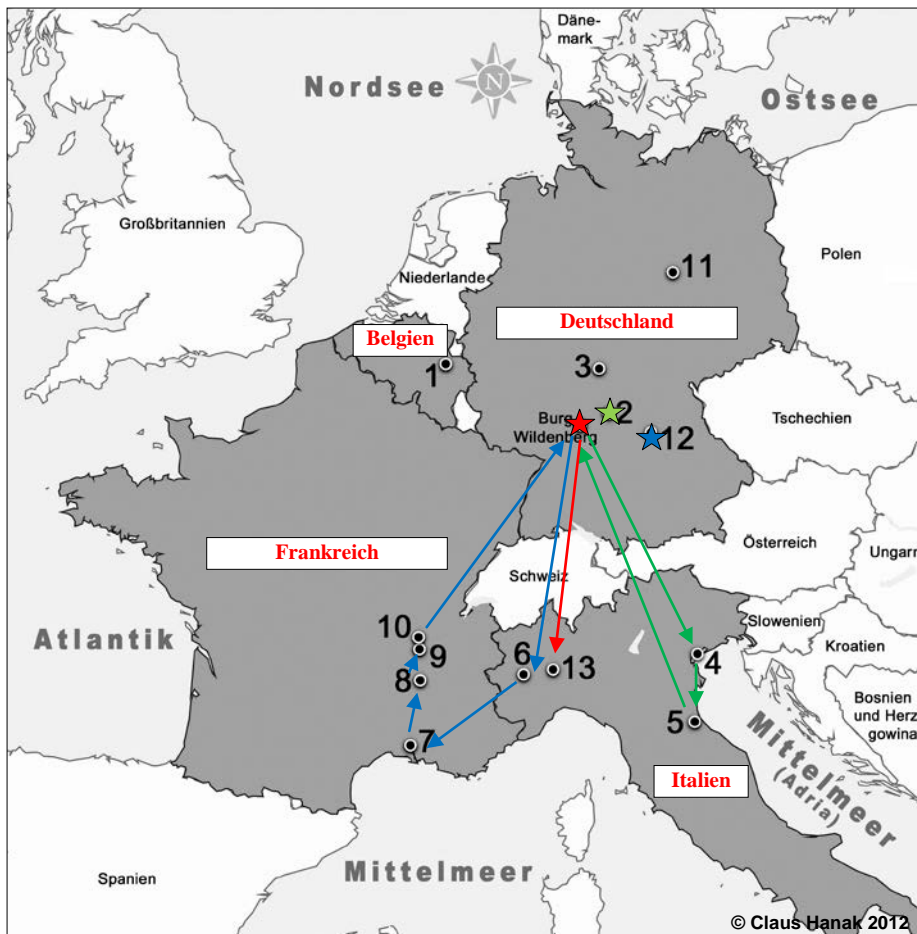 Däne-
mark
Nordsee
N
Ostsee
Großbritannien
Polen
11
Niederlande
Deutschland
Belgien
1
3
2
Burg
Wildenberg
12
Tschechien
Frankreich
Österreich
Ungarn
Schweiz
Slowenien
Atlantik
10
9
Kroatien
6
13
4
8
Bosnien
und Herz
gowina
5
7
Mittelmeer
(Adria)
Italien
Mittelmeer
Spanien
© Claus Hanak 2012